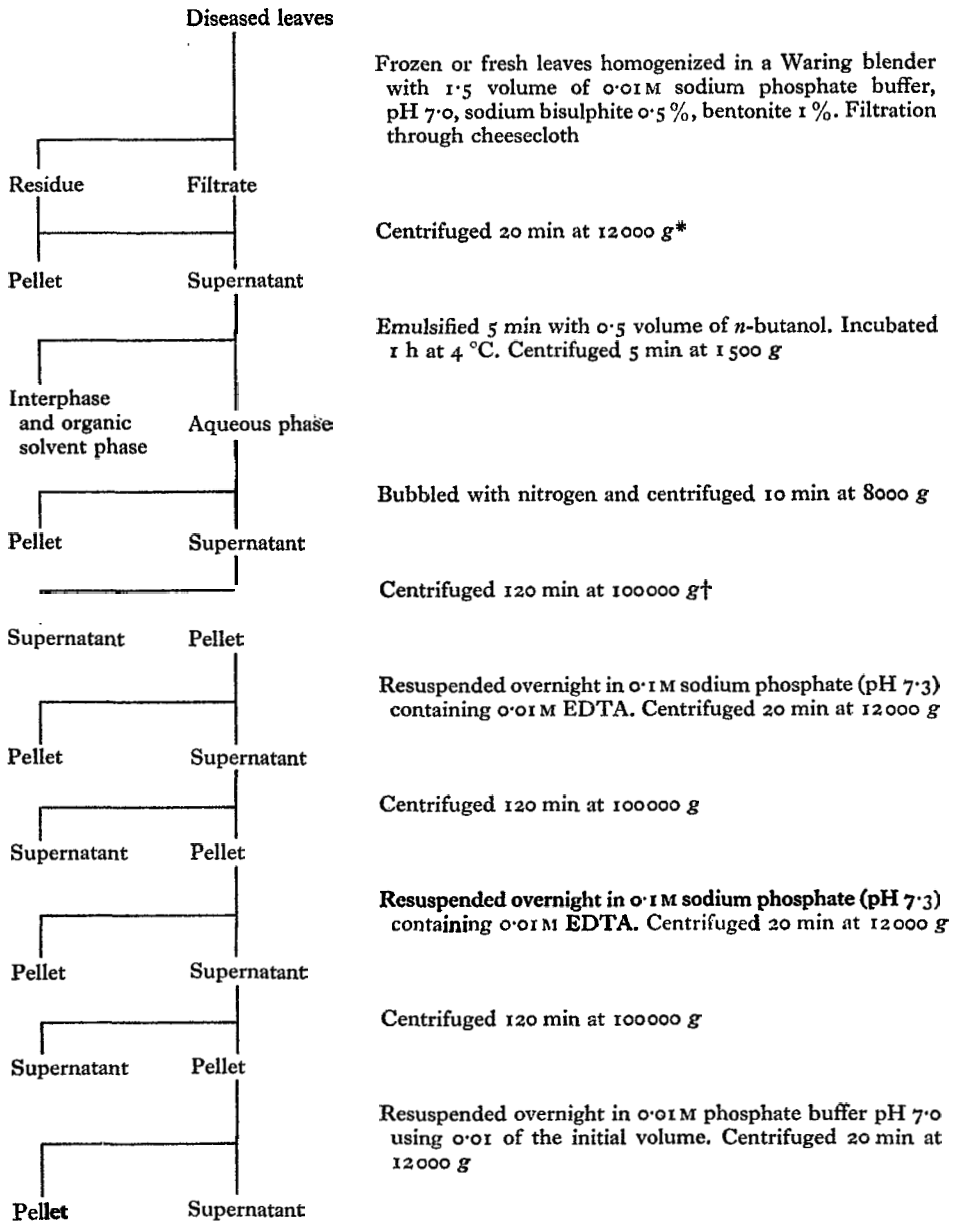 Diseased leaves
Frozen or fresh leaves homogenized in a Waring blender
with 1·5 volume of 0·01 M sodium phosphate buffer,
pH 7·0, sodium bisulphite 0·5 %, bentonite 1 %. Filtration
through cheesecloth
Residue Filtrate
Centrifuged 20 min at 12000 g*
Pellet Supernatant
Emulsified 5 min with 0·5 volume of n-butanol. Incubated
1 h at 4 °C. Centrifuged 5 min at 1500 g
Interphase
and organic
solvent phase
Aqueous phase
Bubbled with nitrogen and centrifuged 10 min at 8000 g
Pellet Supernatant
Centrifuged 120 min at 100000 g†
Supernatant Pellet
Resuspended overnight in 0·1 M sodium phosphate (pH 7·3)
containing 0·01 M EDTA. Centrifuged 20 min at 12000 g
Pellet Supernatant
Centrifuged 120 min at 100000 g
Supernatant Pellet
Resuspended overnight in 0·1 M sodium phosphate (pH 7·3)
containing 0·01 M EDTA. Centrifuged 20 min at 12000 g
Pellet Supernatant
Centrifuged 120 min at 100000 g
Supernatant Pellet
Resuspended overnight in 0·01 M phosphate buffer pH 7·0
using 0·01 of the initial volume. Centrifuged 20 min at
12000 g
Pellet Supernatant